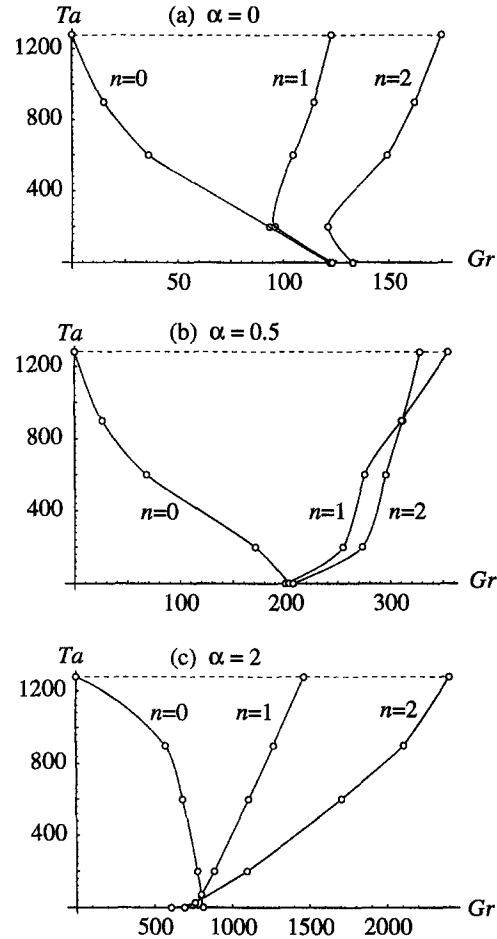 Ta (a) α = 0
1200
n=0 n=1 n=2
800
400
50 100 150 Gr
Ta (b) α = 0.5
1200
800
n=0 n=1 n=2
400
100 200 300 Gr
Ta (c) α = 2
1200
n=0 n=1 n=2
800
400
500 1000 1500 2000 Gr